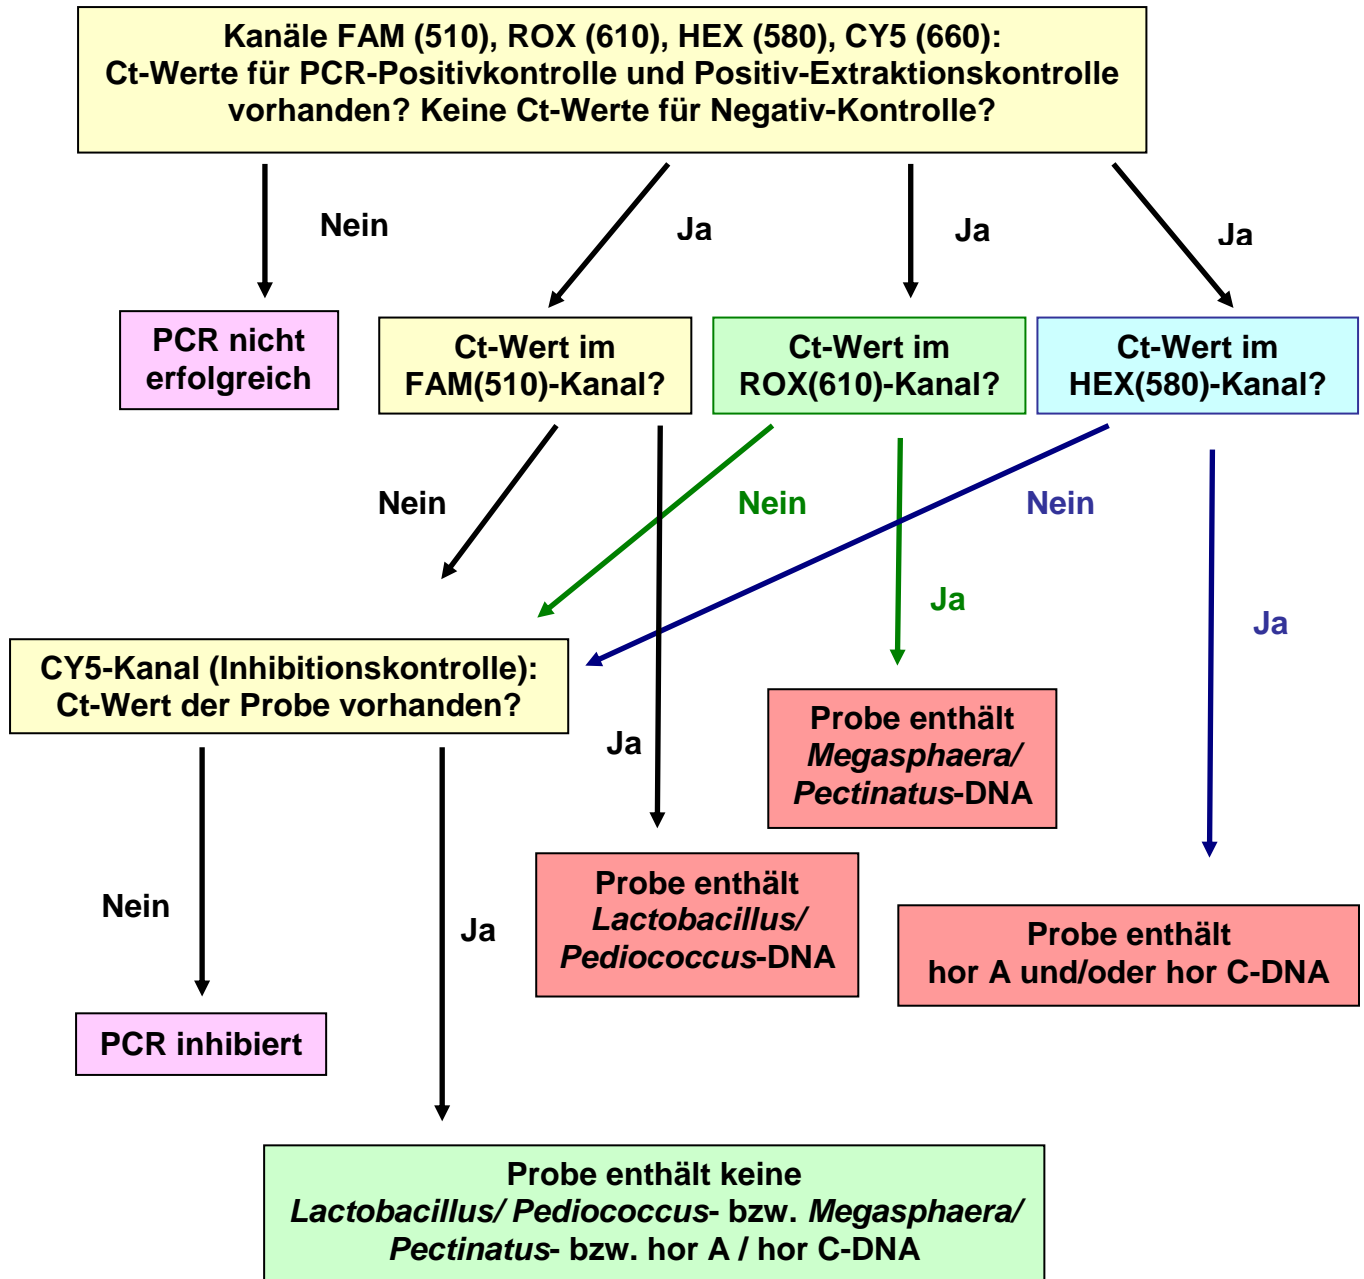 Kanäle FAM (510), ROX (610), HEX (580), CY5 (660):
Ct-Werte für PCR-Positivkontrolle und Positiv-Extraktionskontrolle
vorhanden? Keine Ct-Werte für Negativ-Kontrolle?
Nein
Ja
Ja
Ja
PCR nicht
erfolgreich
Ct-Wert im
FAM(510)-Kanal?
Ct-Wert im
ROX(610)-Kanal?
Ct-Wert im
HEX(580)-Kanal?
Nein
Nein
Nein
Ja
Ja
CY5-Kanal (Inhibitionskontrolle):
Ct-Wert der Probe vorhanden?
Ja
Probe enthält
Megasphaera/
Pectinatus-DNA
Nein
Ja
Probe enthält
Lactobacillus/
Pediococcus-DNA
Probe enthält
hor A und/oder hor C-DNA
PCR inhibiert
Probe enthält keine
Lactobacillus/ Pediococcus- bzw. Megasphaera/
Pectinatus- bzw. hor A / hor C-DNA